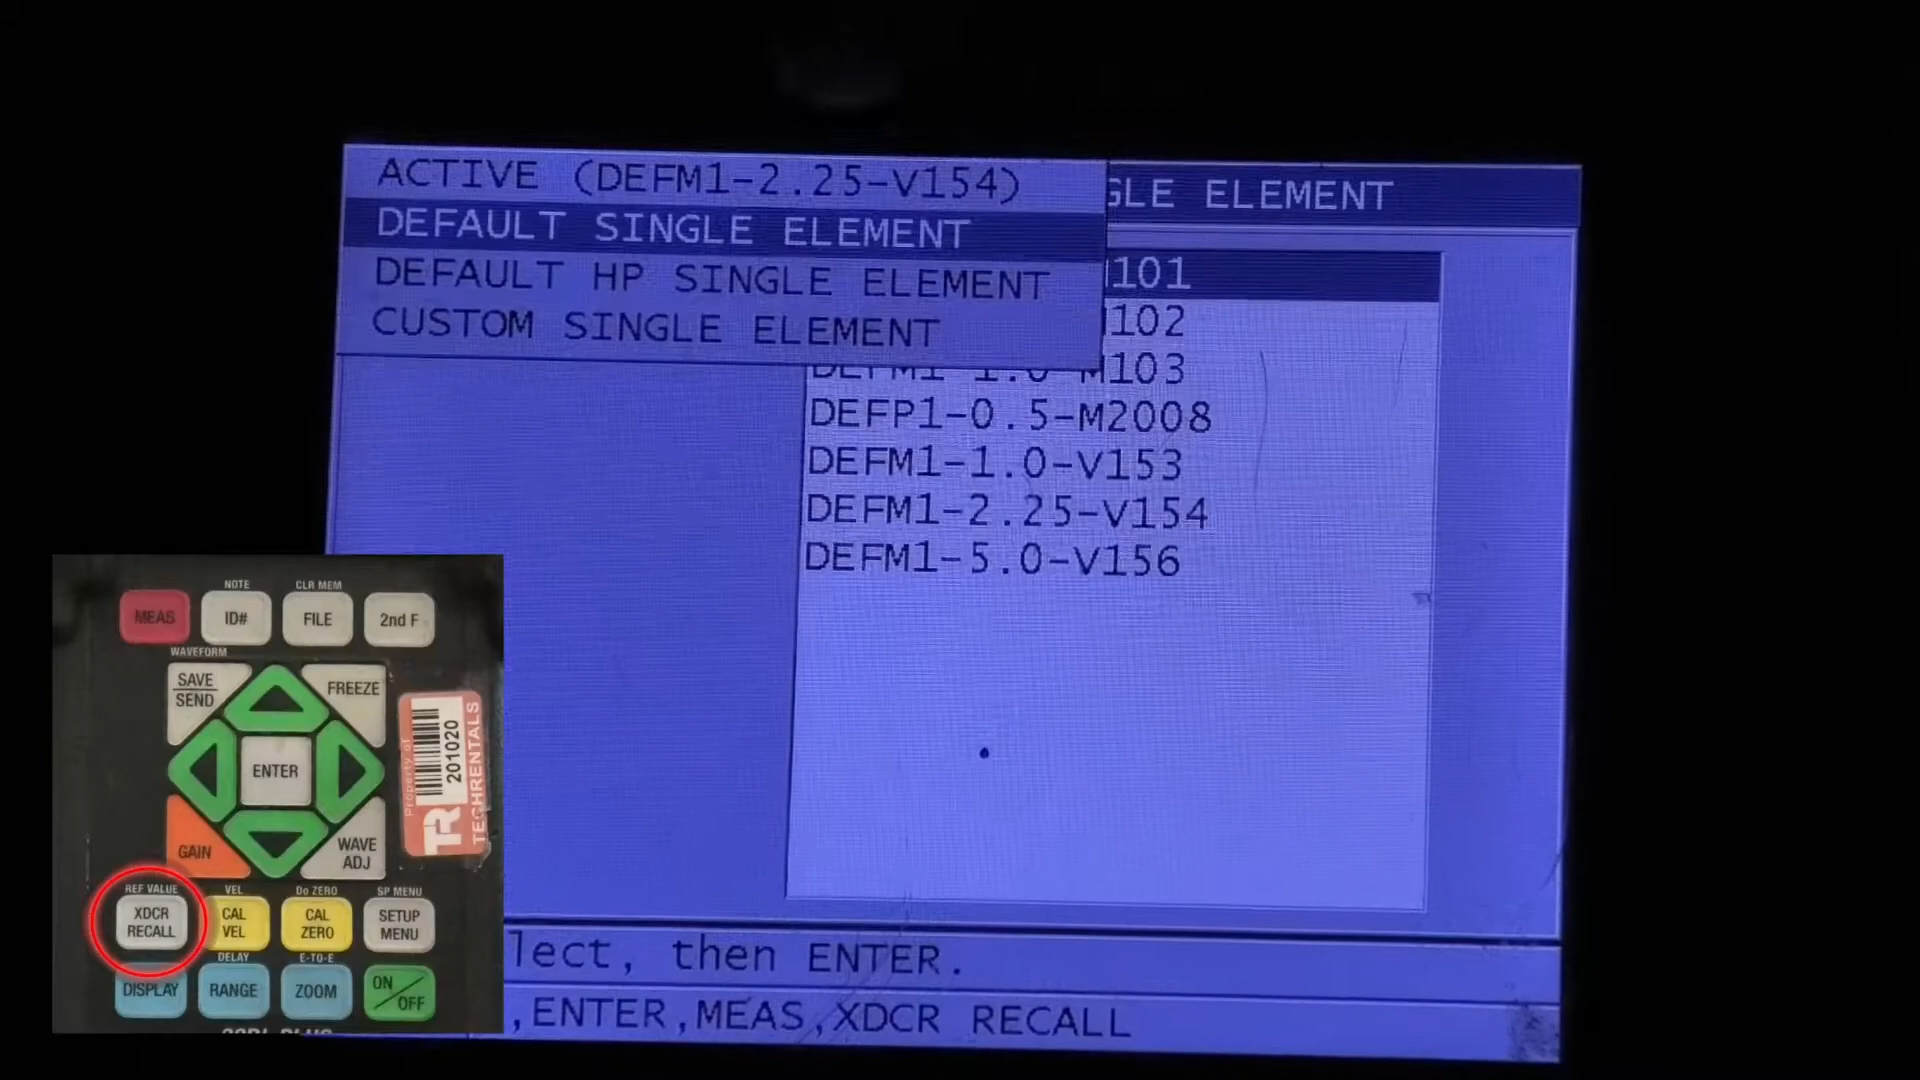 ACTIVE (DEFM1-2.25-V154)
DEFAULT SINGLE ELEMENT
DEFAULT HP SINGLE ELEMENT
CUSTOM SINGLE ELEMENT
ELEMENT
M103
DEFP1-0.5-M2008
DEFM1-1.0-V153
DEFM1-2.25-V154
DEFM1-5.0-V156
then ENTER.
,ENTER,MEAS,XDCR RECALL
NOTE
CLR MEM
MEAS
ID#
FILE
2nd F
WAVEFORM
SAVE
SEND
FREEZE
ENTER
GAIN
WAVE
ADJ
Property of
TR
201020
TECHRENTALS
REF VALUE
VEL
Do ZERO
SP MENU
XDCR
RECALL
CAL
VEL
CAL
ZERO
SETUP
MENU
DELAY
E-TO-E
DISPLAY
RANGE
ZOOM
ON/OFF